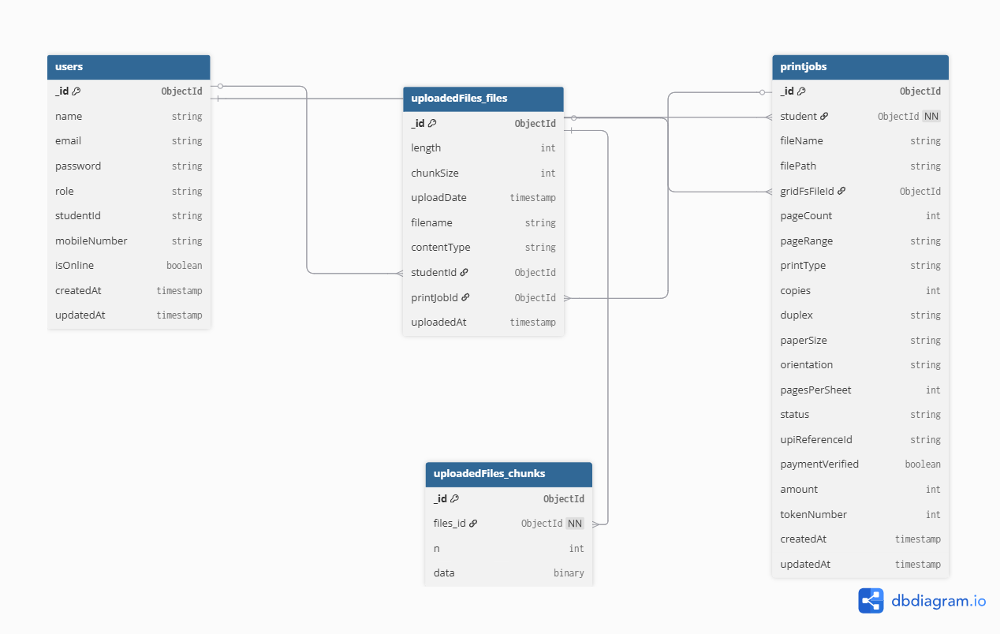 users
_id ObjectId
name string
email string
password string
role string
studentId string
mobileNumber string
isOnline boolean
createdAt timestamp
updatedAt timestamp
uploadedFiles_files
_id ObjectId
length int
chunkSize int
uploadDate timestamp
filename string
contentType string
studentId ObjectId
printJobId ObjectId
uploadedAt timestamp
uploadedFiles_chunks
_id ObjectId
files_id ObjectId NN
n int
data binary
printjobs
_id ObjectId
student ObjectId NN
fileName string
filePath string
gridFsFileId ObjectId
pageCount int
pageRange string
printType string
copies int
duplex string
paperSize string
orientation string
pagesPerSheet int
status string
upiReferenceId string
paymentVerified boolean
amount int
tokenNumber int
createdAt timestamp
updatedAt timestamp
dbdiagram.io